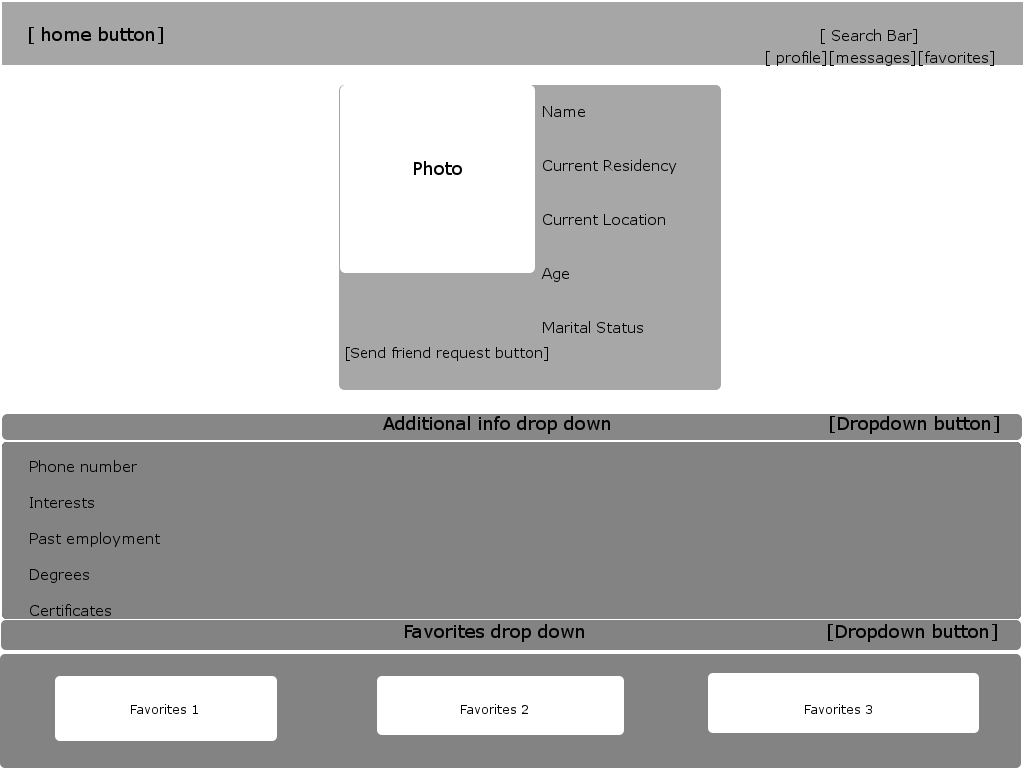 [ home button]
[ Search Bar]
[ profile][messages][favorites]
Photo
Name
Current Residency
Current Location
Age
Marital Status
[Send friend request button]
Additional info drop down [Dropdown button]
Phone number
Interests
Past employment
Degrees
Certificates
Favorites drop down [Dropdown button]
Favorites 1 Favorites 2 Favorites 3